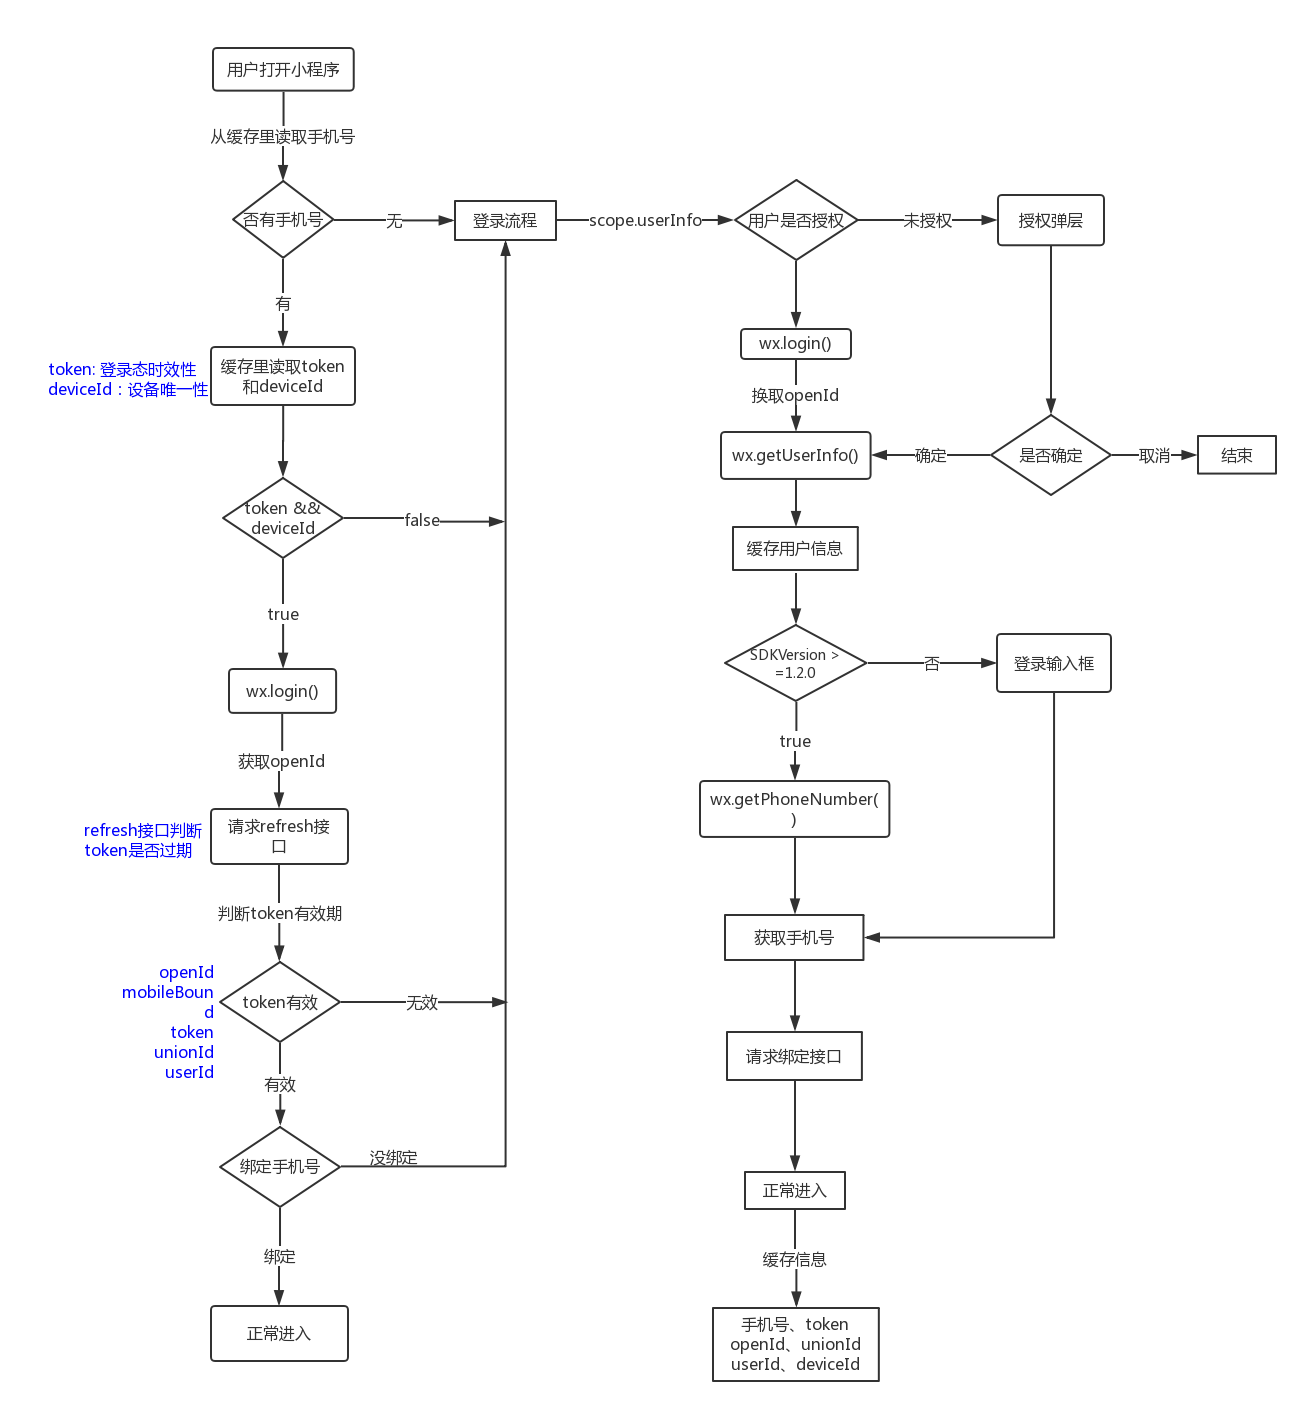 用户打开小程序
从缓存里读取手机号
否有手机号
无
登录流程
scope.userInfo
用户是否授权
未授权
授权弹层
有
token: 登录态时效性
deviceId：设备唯一性
缓存里读取token
和deviceId
wx.login()
换取openId
wx.getUserInfo()
确定
是否确定
取消
结束
token &&
deviceId
false
缓存用户信息
true
SDKVersion >
=1.2.0
否
登录输入框
wx.login()
true
获取openId
wx.getPhoneNumber(
)
refresh接口判断
token是否过期
请求refresh接
口
判断token有效期
获取手机号
openId
mobileBoun
d
token
unionId
userId
token有效
无效
请求绑定接口
有效
绑定手机号
没绑定
正常进入
绑定
缓存信息
正常进入
手机号、token
openId、unionId
userId、deviceId